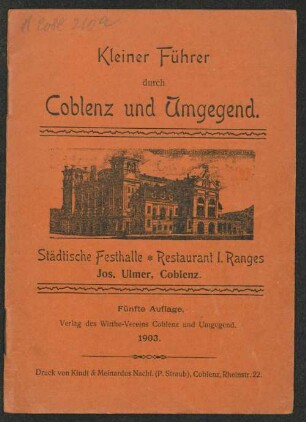 Kleiner Führer
durch
Coblenz und Umgegend.
Städtische Festhalle * Restaurant I. Ranges
Jos. Ulmer, Coblenz.
Fünfte Auflage.
Verlag des Wirthe-Vereins Coblenz und Umgegend.
1903.
Druck von Kindt & Meinardus Nachf. (P. Straub), Coblenz, Rheinstr. 22.